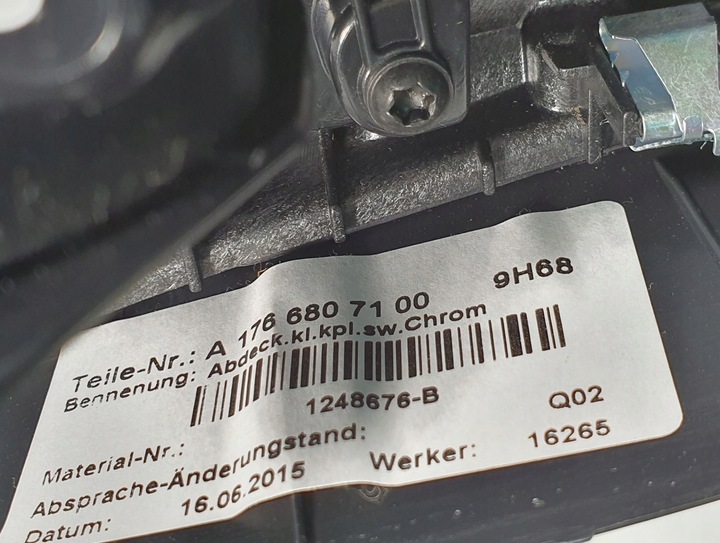 Teile-Nr.: A 176 680 71 00 9H68
Bennenung: Abdeck.kl.kpl.sw.Chrom
1248676-B Q02
Material-Nr.:
Absprache-Änderungstand:
Datum: 16.06.2015 Werker: 16265